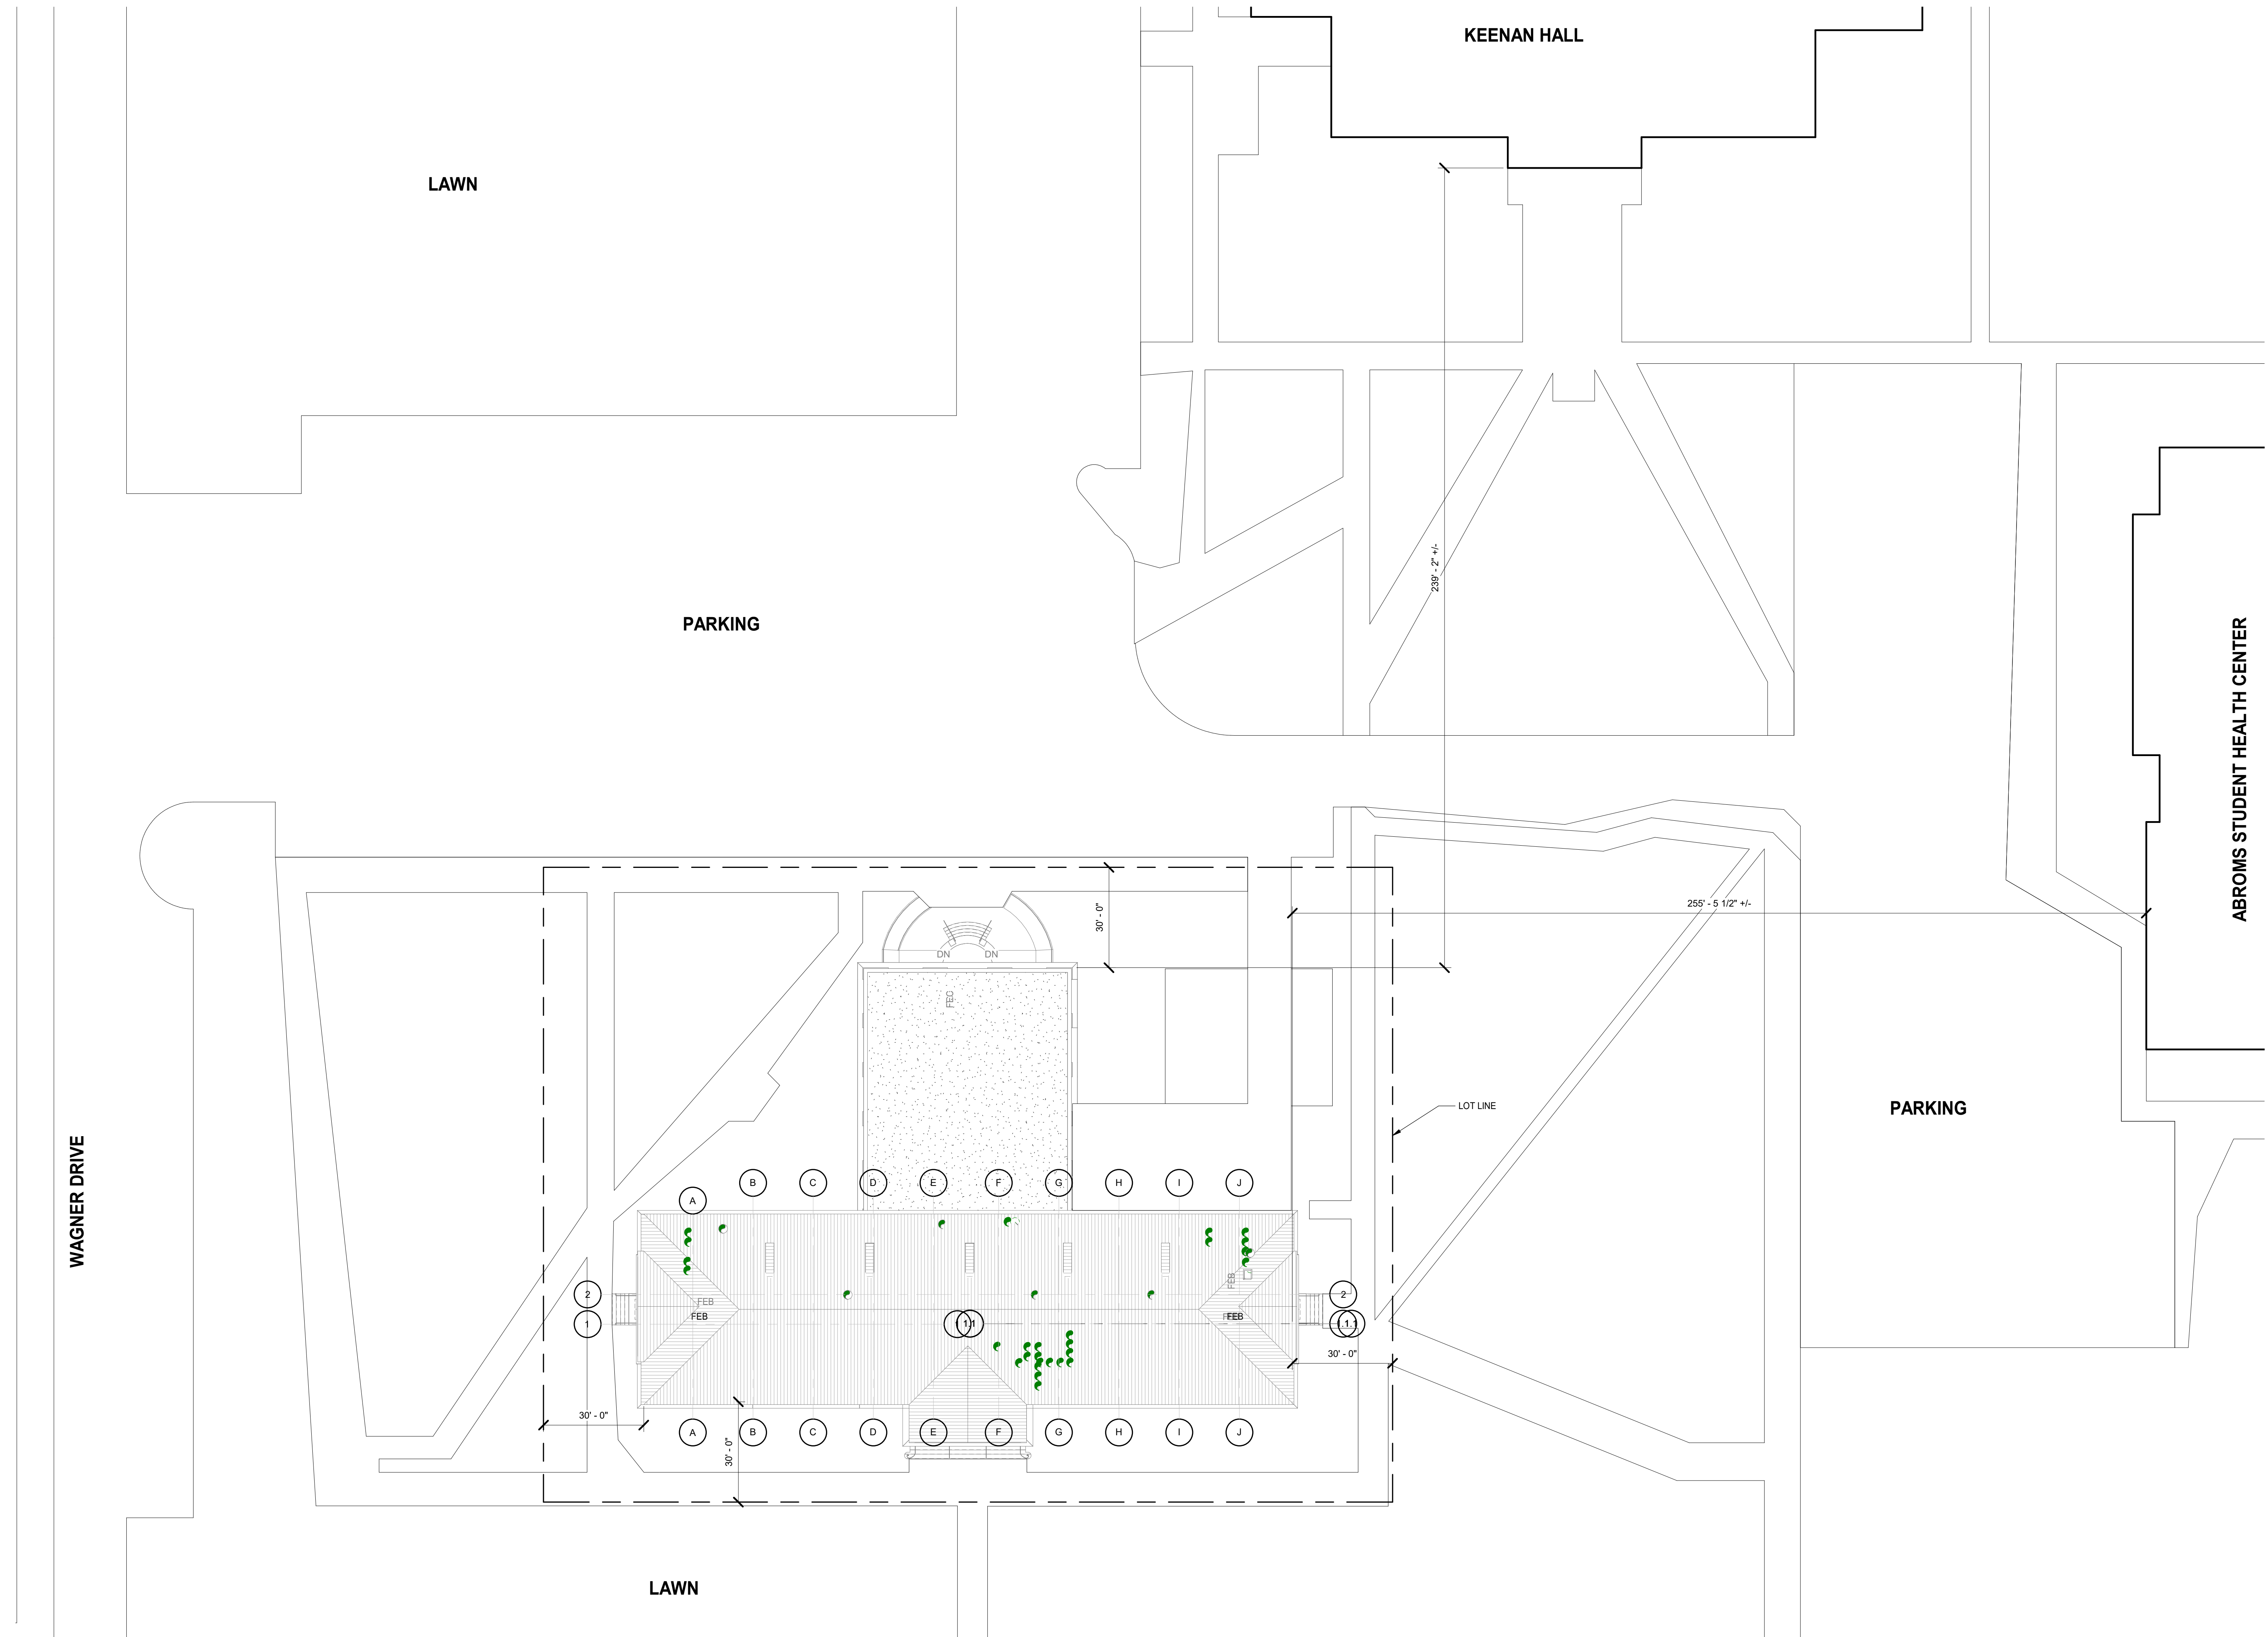 KEENAN HALL
LAWN
239' - 2" +/-
PARKING
ABROMS STUDENT HEALTH CENTER
255' - 5 1/2" +/-
30' - 0"
DN
DN
FEC
LOT LINE
PARKING
WAGNER DRIVE
A
B
C
D
E
F
G
H
I
J
FEB
2
2
FEB
FEB
FEB
1
1.1
1.1.1
30' - 0"
30' - 0"
30' - 0"
A
B
C
D
E
F
G
H
I
J
LAWN